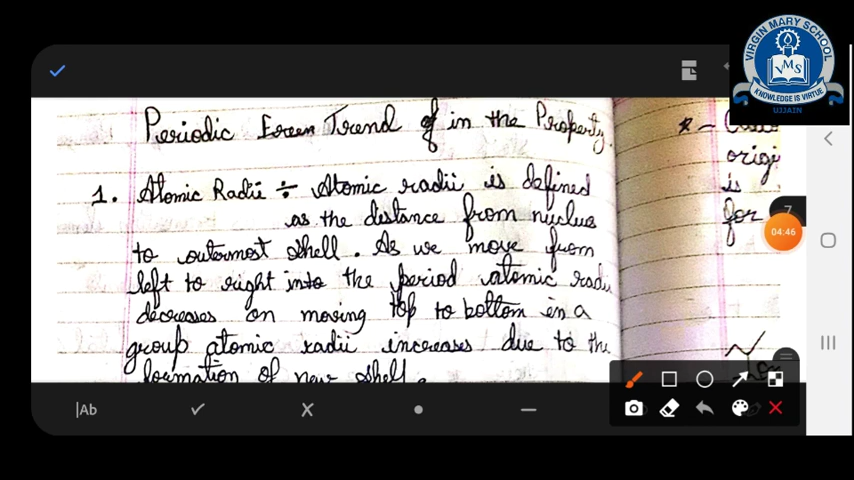 VIRGIN MARY SCHOOL
VMS
KNOWLEDGE IS VIRTUE
UJJAIN
Periodic Trend of in the Property.
1. Atomic Radii ÷ Atomic radii is defined
as the distance from nucleus
to outermost shell. As we move from
left to right into the period atomic radii
decreases on moving top to bottom in a
group atomic radii increases due to the
formation of new shell.
* –
origi
is
for
7
04:46
|Ab